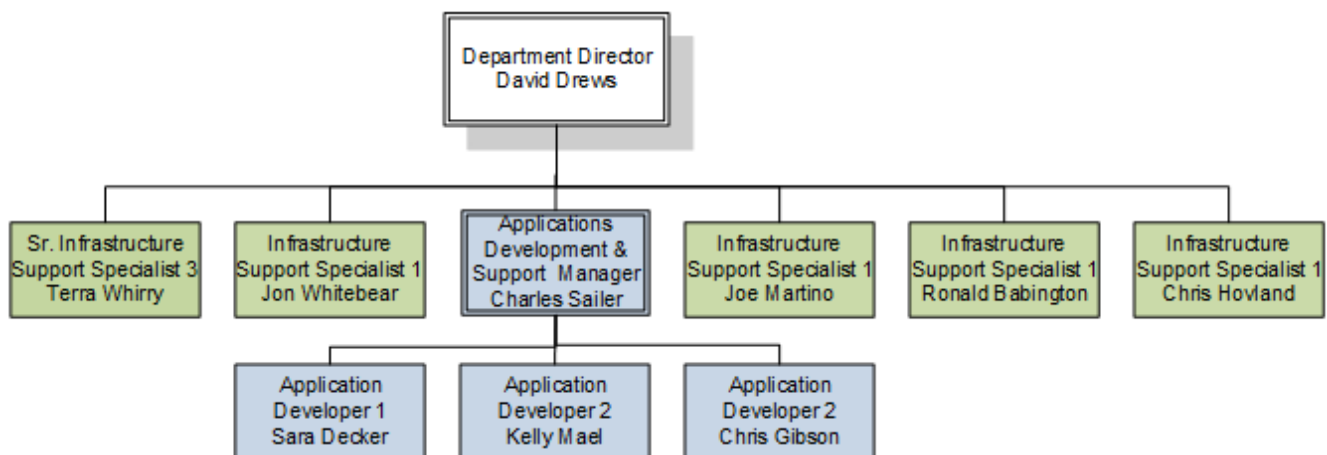 Department Director
David Drews
Sr. Infrastructure
Support Specialist 3
Terra Whirry
Infrastructure
Support Specialist 1
Jon Whitebear
Applications
Development &
Support Manager
Charles Sailer
Infrastructure
Support Specialist 1
Joe Martino
Infrastructure
Support Specialist 1
Ronald Babington
Infrastructure
Support Specialist 1
Chris Hovland
Application
Developer 1
Sara Decker
Application
Developer 2
Kelly Mael
Application
Developer 2
Chris Gibson